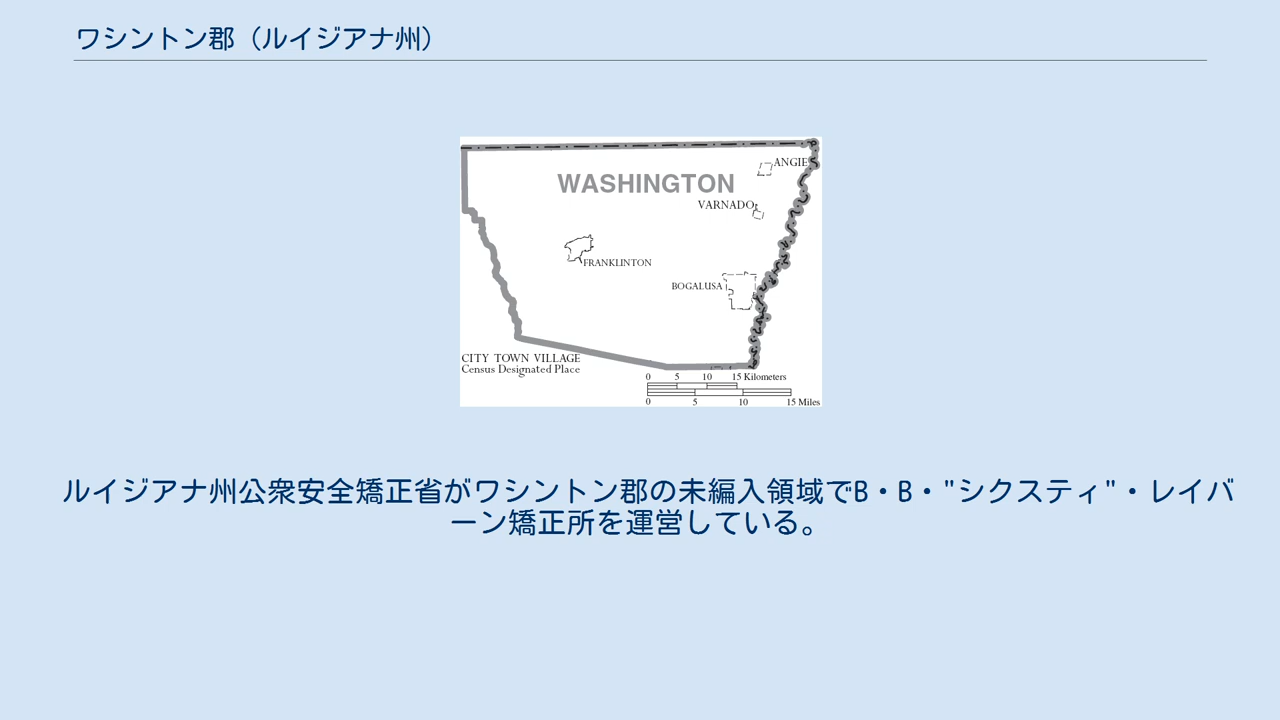 ワシントン郡（ルイジアナ州）
WASHINGTON
ANGIE
VARNADO
FRANKLINTON
BOGALUSA
CITY TOWN VILLAGE
Census Designated Place
0 5 10 15 Kilometers
0 5 10 15 Miles
ルイジアナ州公衆安全矯正省がワシントン郡の未編入領域でB・B・"シクスティ"・レイバ
ーン矯正所を運営している。